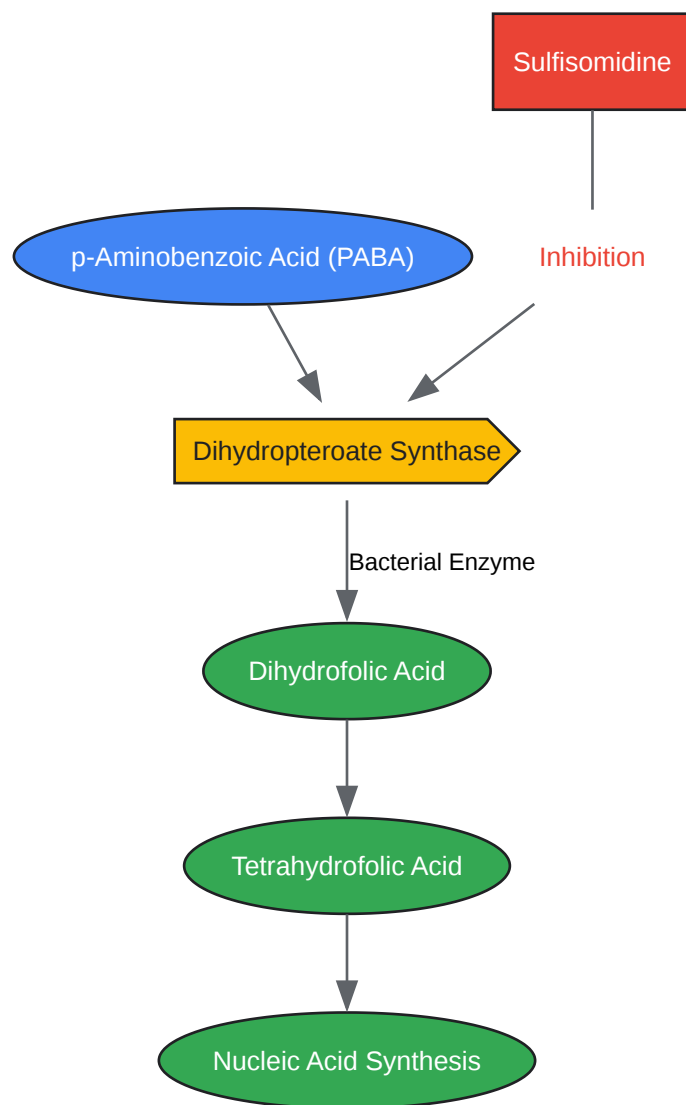 Sulfisomidine
p-Aminobenzoic Acid (PABA)
Inhibition
Dihydropteroate Synthase
Bacterial Enzyme
Dihydrofolic Acid
Tetrahydrofolic Acid
Nucleic Acid Synthesis